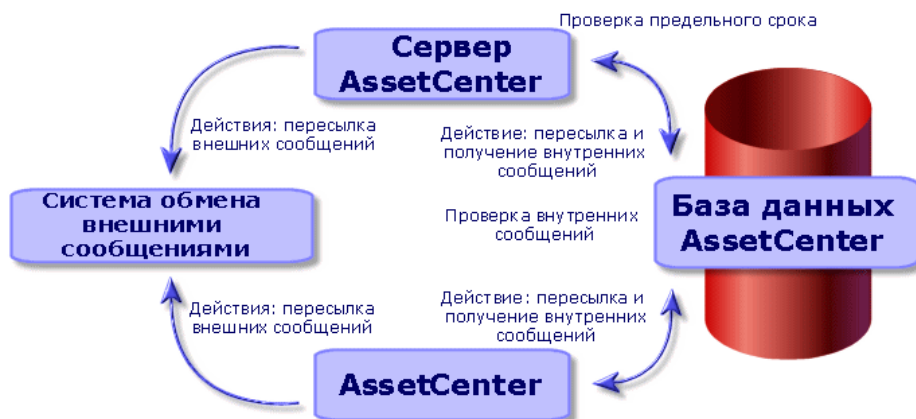 Проверка предельного срока
Сервер
AssetCenter
Действия: пересылка
внешних сообщений
Действие: пересылка и
получение внутренних
сообщений
Система обмена
внешними
сообщениями
Проверка внутренних
сообщений
База данных
AssetCenter
Действия: пересылка
внешних сообщений
Действие: пересылка и
получение внутренних
сообщений
AssetCenter